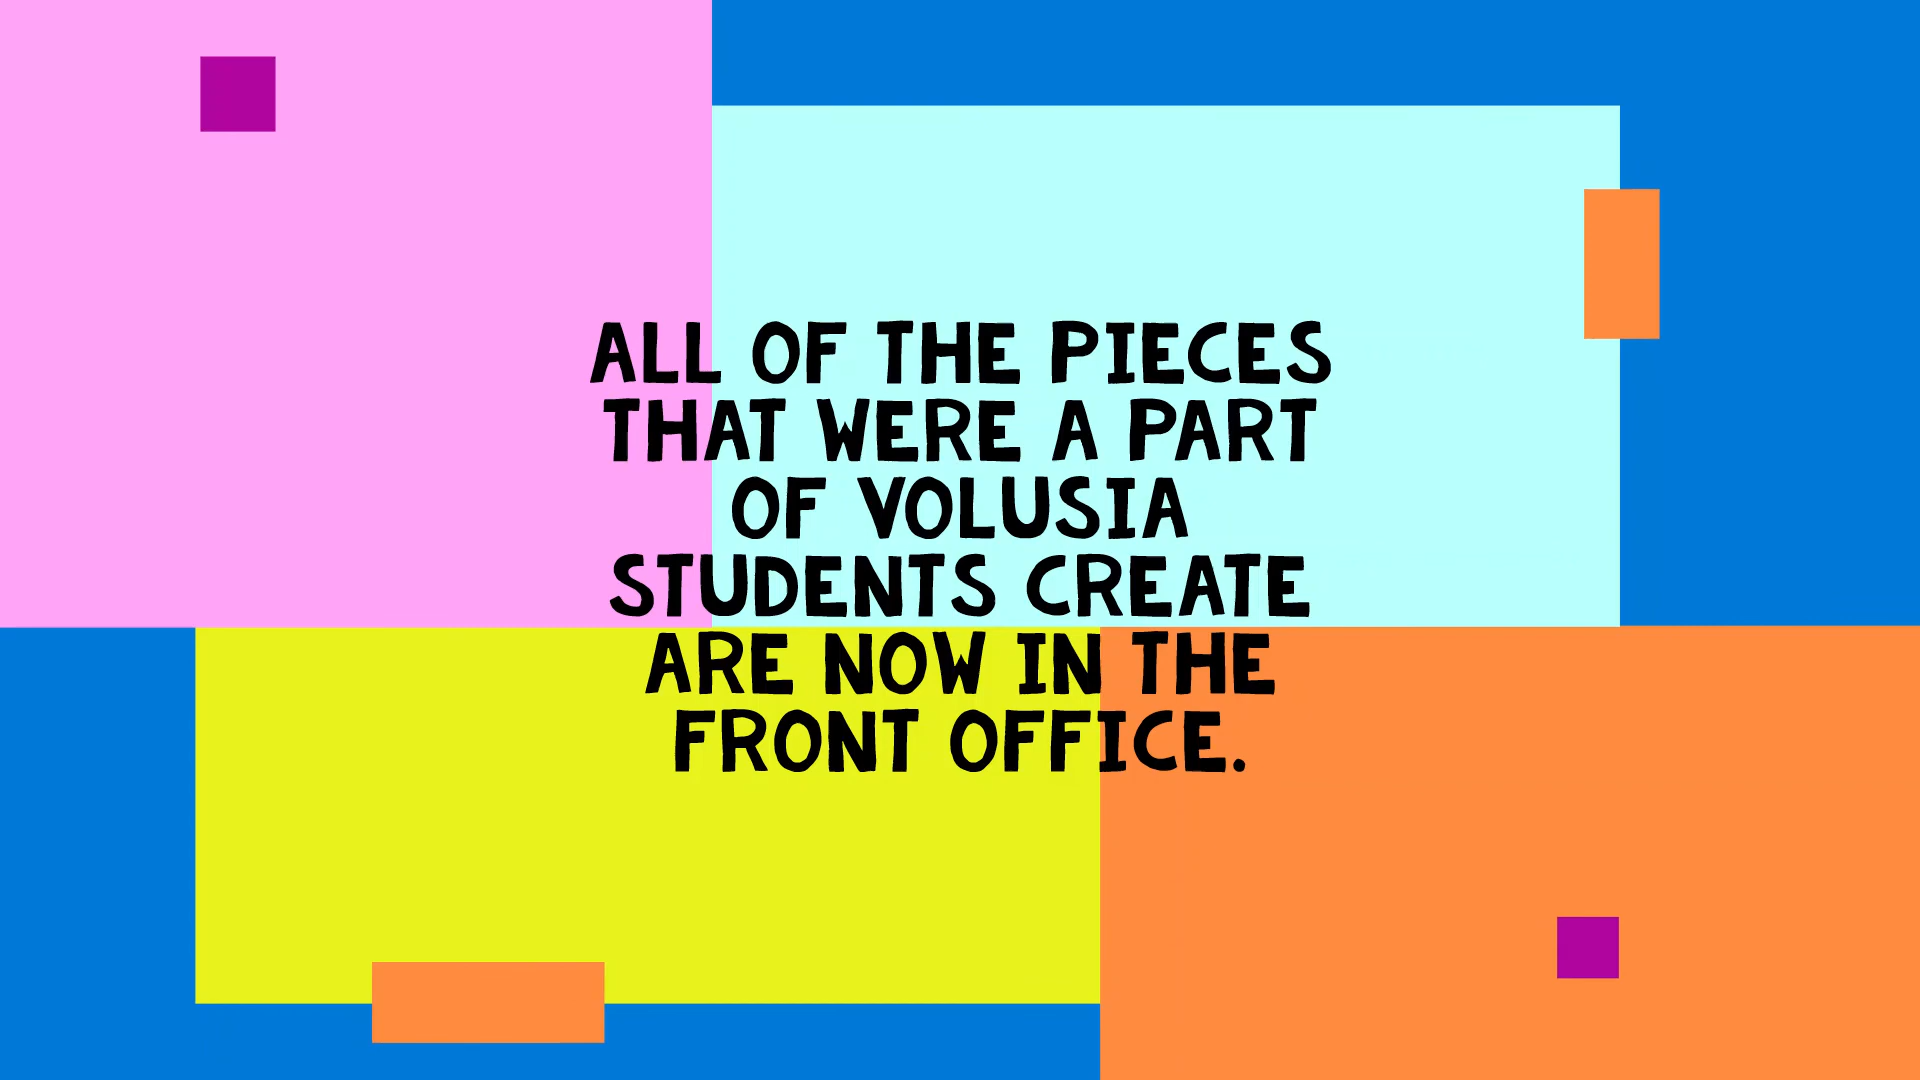 ALL OF THE PIECES
THAT WERE A PART
OF VOLUSIA
STUDENTS CREATE
ARE NOW IN THE
FRONT OFFICE.